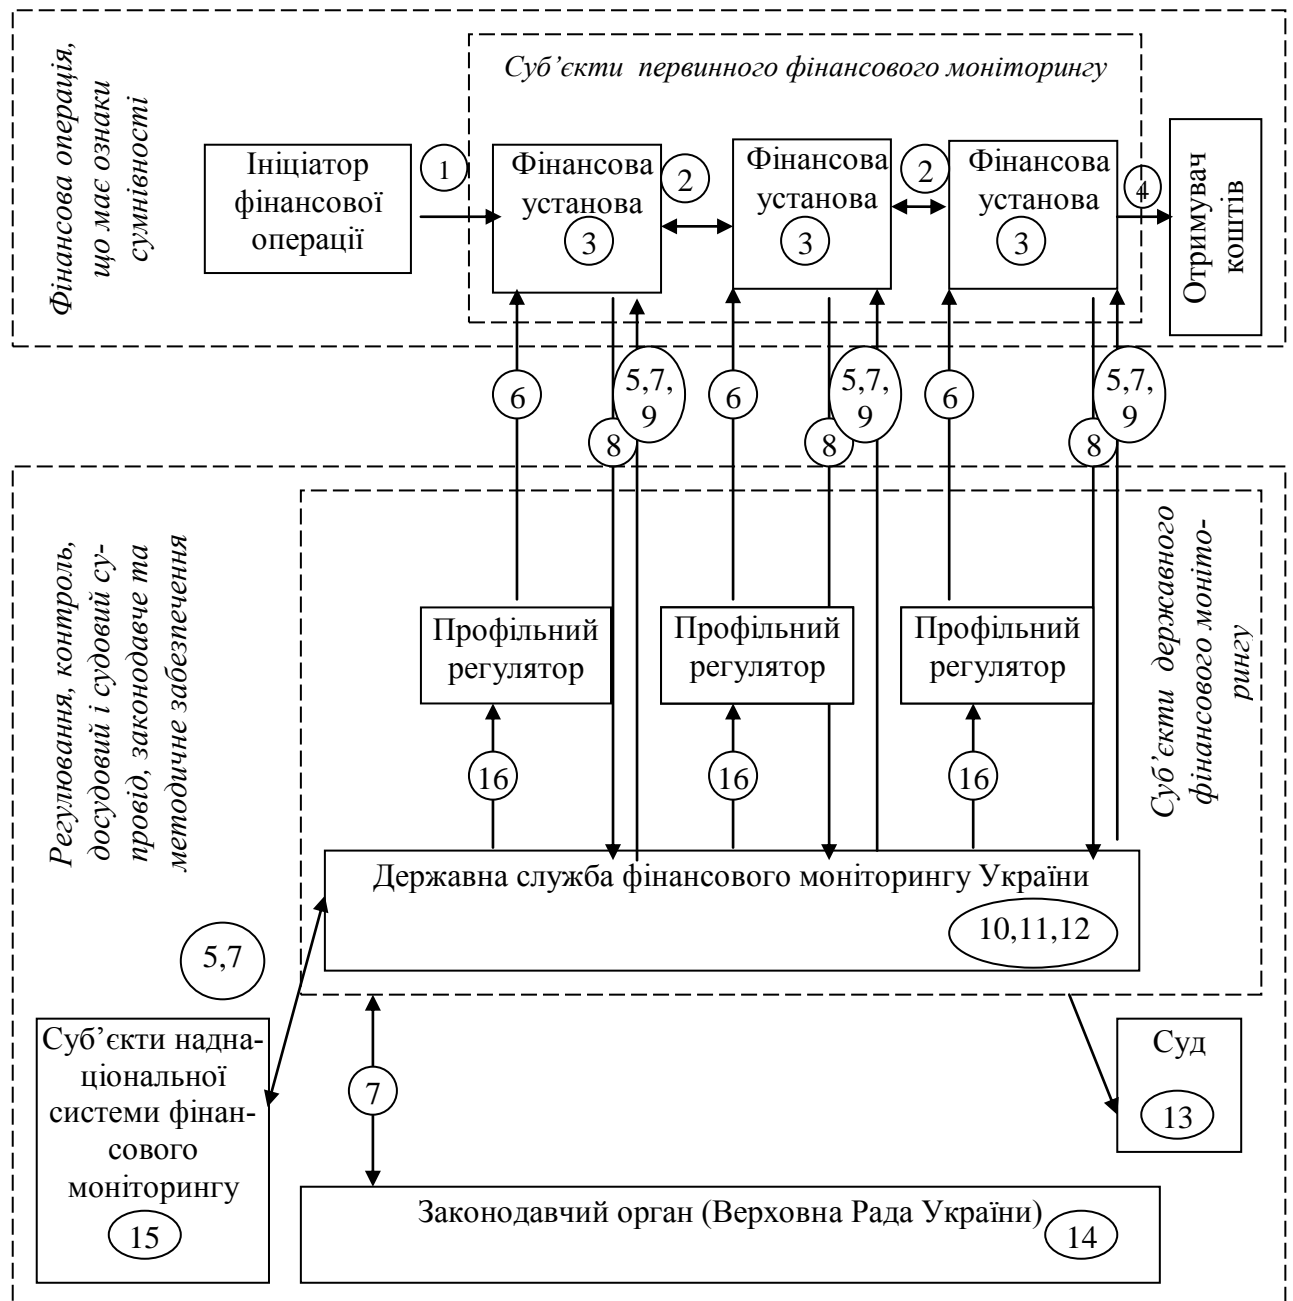 Фінансова операція,
що має ознаки
сумнівності
Суб’єкти первинного фінансового моніторингу
Ініціатор
фінансової
операції
1
Фінансова
установа
3
2
Фінансова
установа
3
2
Фінансова
установа
3
4
Отримувач
коштів
6
8
5,7,
9
6
8
5,7,
9
6
8
5,7,
9
Регулювання, контроль,
досудовий і судовий су-
провід, законодавче та
методичне забезпечення
Суб’єкти державного
фінансового моніто-
рингу
Профільний
регулятор
Профільний
регулятор
Профільний
регулятор
16
16
16
Державна служба фінансового моніторингу України
10,11,12
5,7
Суб’єкти надна-
ціональної
системи фінан-
сового
моніторингу
15
7
Суд
13
Законодавчий орган (Верховна Рада України)
14